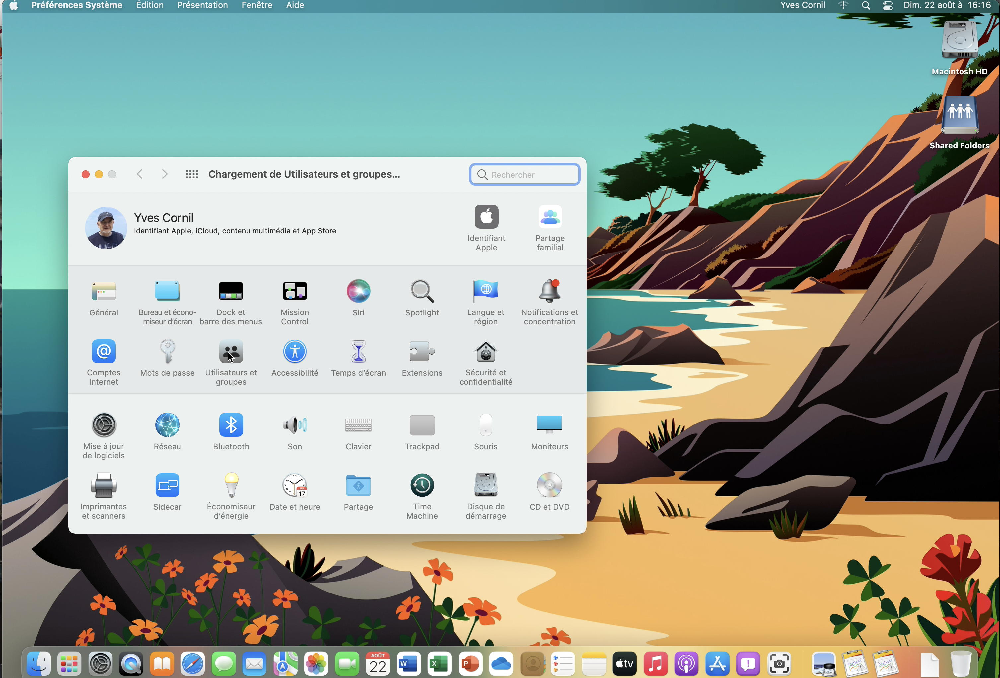 Préférences Système Édition Présentation Fenêtre Aide Yves Cornil Dim. 22 août à 16:16
Macintosh HD
Shared Folders
Chargement de Utilisateurs et groupes... Rechercher
Yves Cornil
Identifiant Apple, iCloud, contenu multimédia et App Store
Identifiant
Apple
Partage
familial
Général
Bureau et écono-
miseur d'écran
Dock et
barre des menus
Mission
Control
Siri
Spotlight
Langue et
région
Notifications et
concentration
Comptes
Internet
Mots de passe
Utilisateurs et
groupes
Accessibilité
Temps d'écran
Extensions
Sécurité et
confidentialité
Mise à jour
de logiciels
Réseau
Bluetooth
Son
Clavier
Trackpad
Souris
Moniteurs
Imprimantes
et scanners
Sidecar
Économiseur
d'énergie
JUL
17
Date et heure
Partage
Time
Machine
Disque de
démarrage
CD et DVD
AOÛT
22
W
X
P
tv